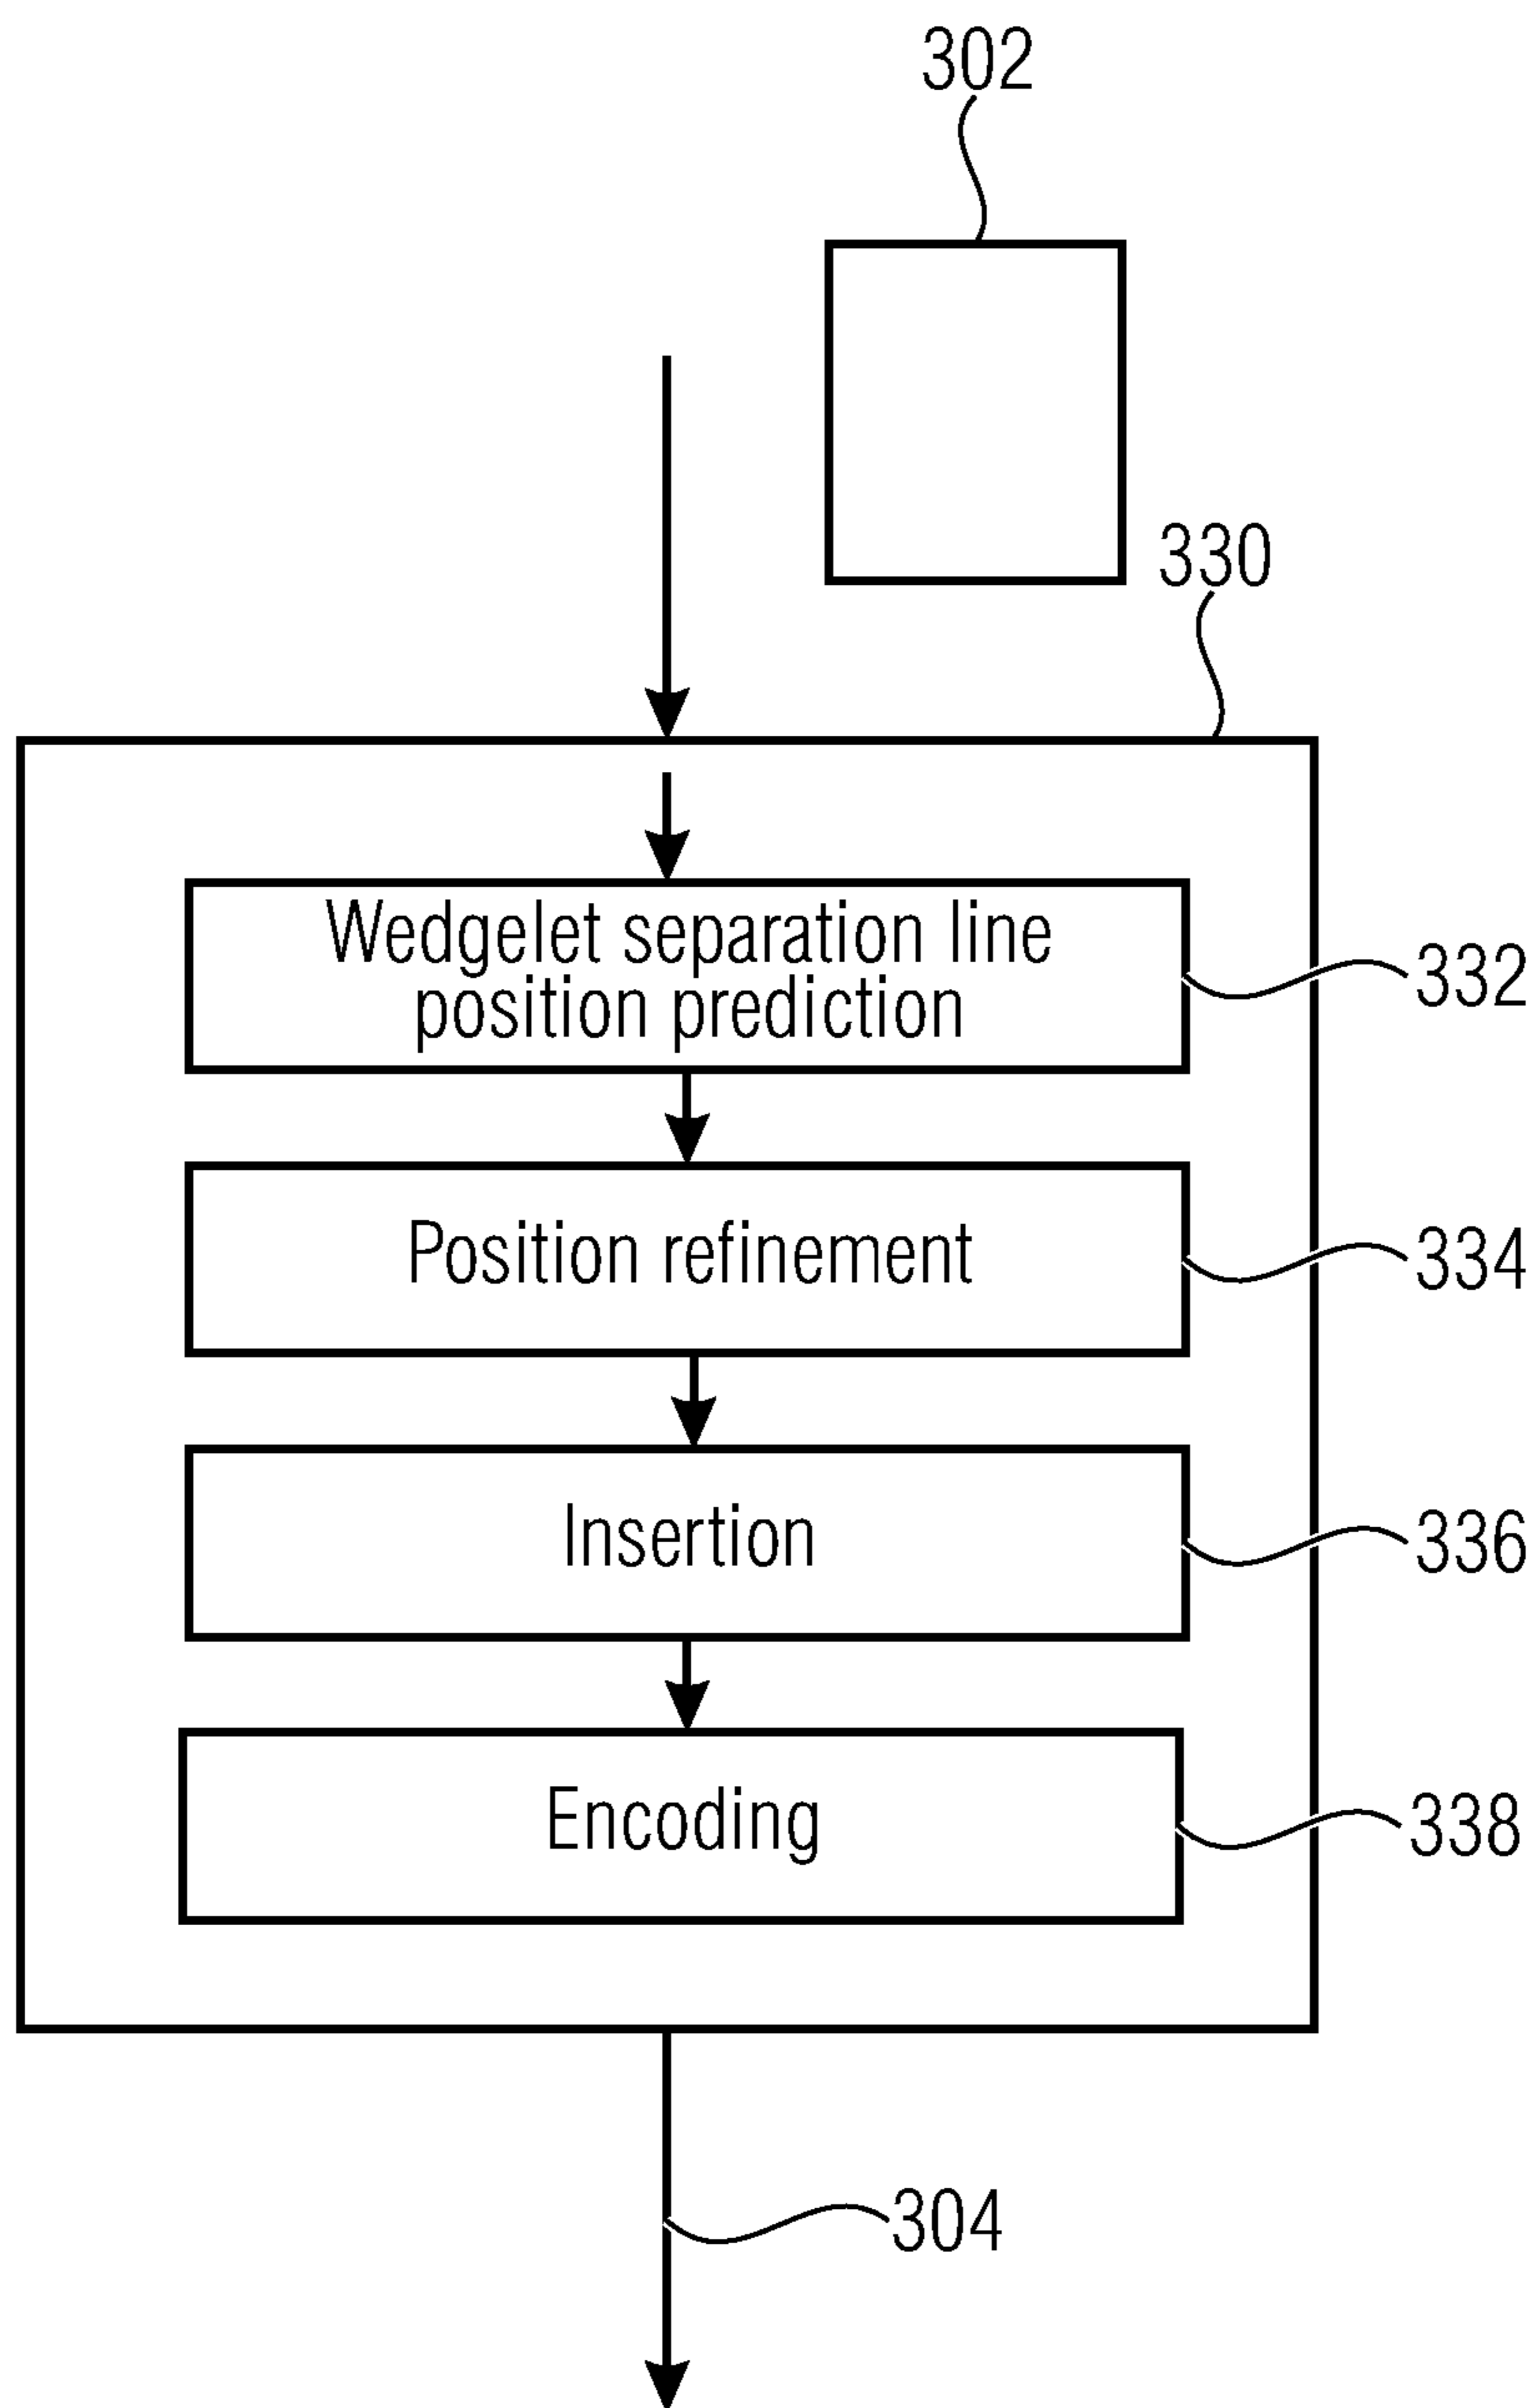 302
330
Wedgelet separation line
position prediction
332
Position refinement
334
Insertion
336
Encoding
338
304